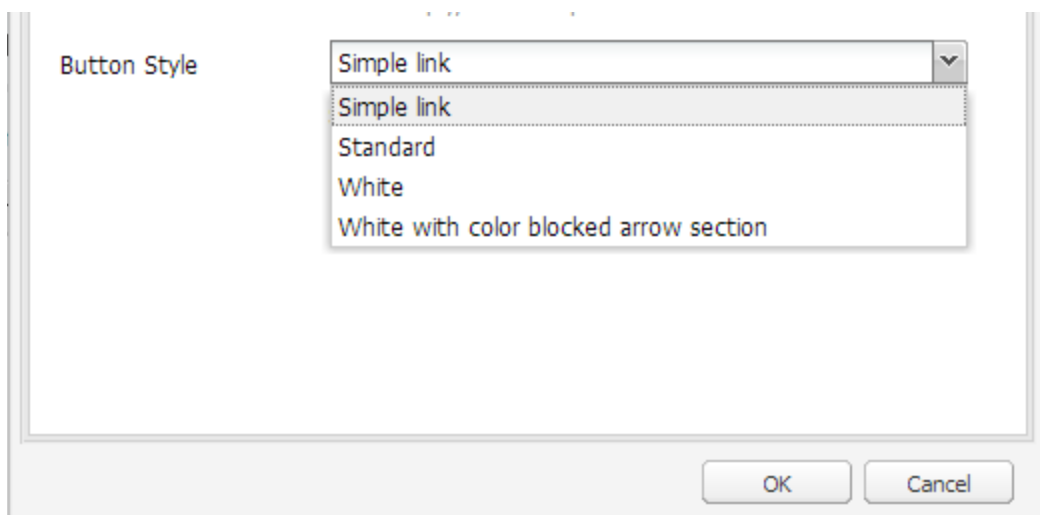 Button Style
Simple link
Simple link
Standard
White
White with color blocked arrow section
OK
Cancel